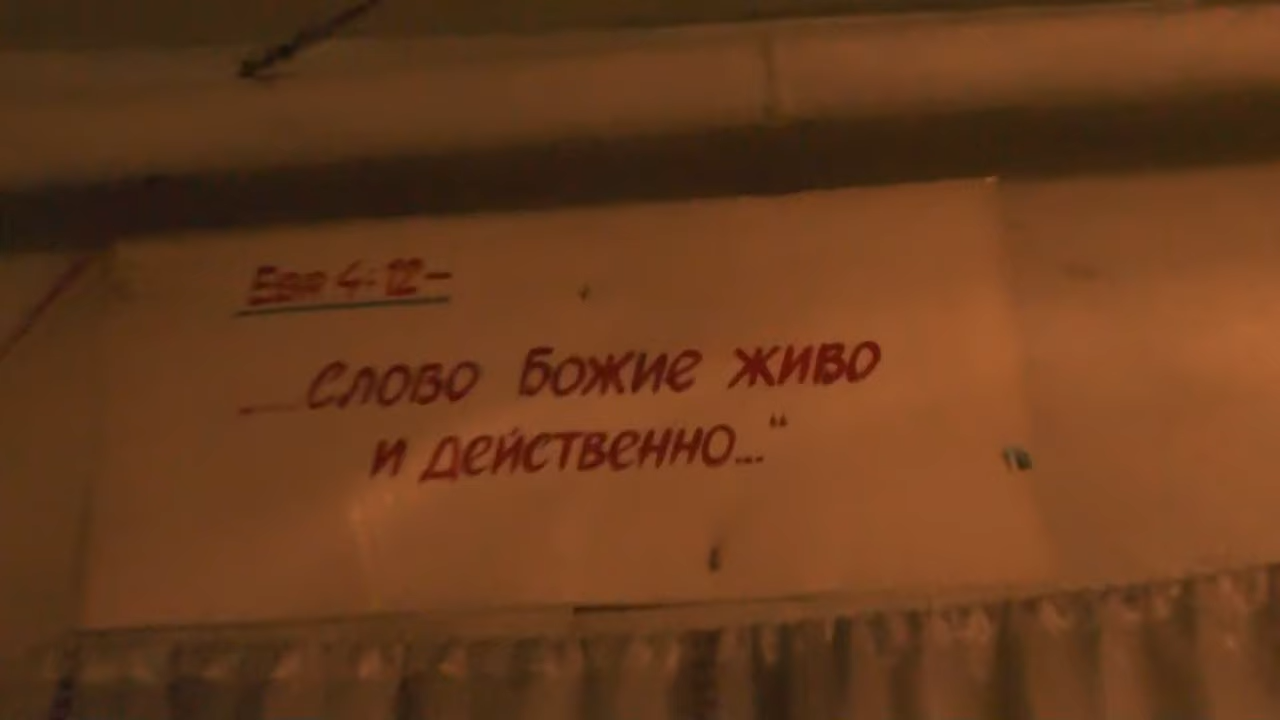 Евр 4:12–
Слово Божие живо
и действенно..."